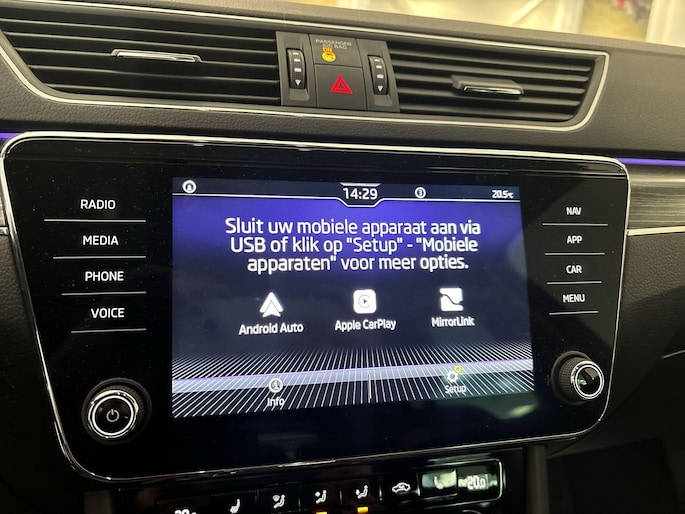 PASSENGER
AIR BAG
ON
14:29
20.5°C
RADIO
MEDIA
PHONE
VOICE
Sluit uw mobiele apparaat aan via
USB of klik op "Setup" - "Mobiele
apparaten" voor meer opties.
Android Auto
Apple CarPlay
MirrorLink
Info
Setup
NAV
APP
CAR
MENU
20.0